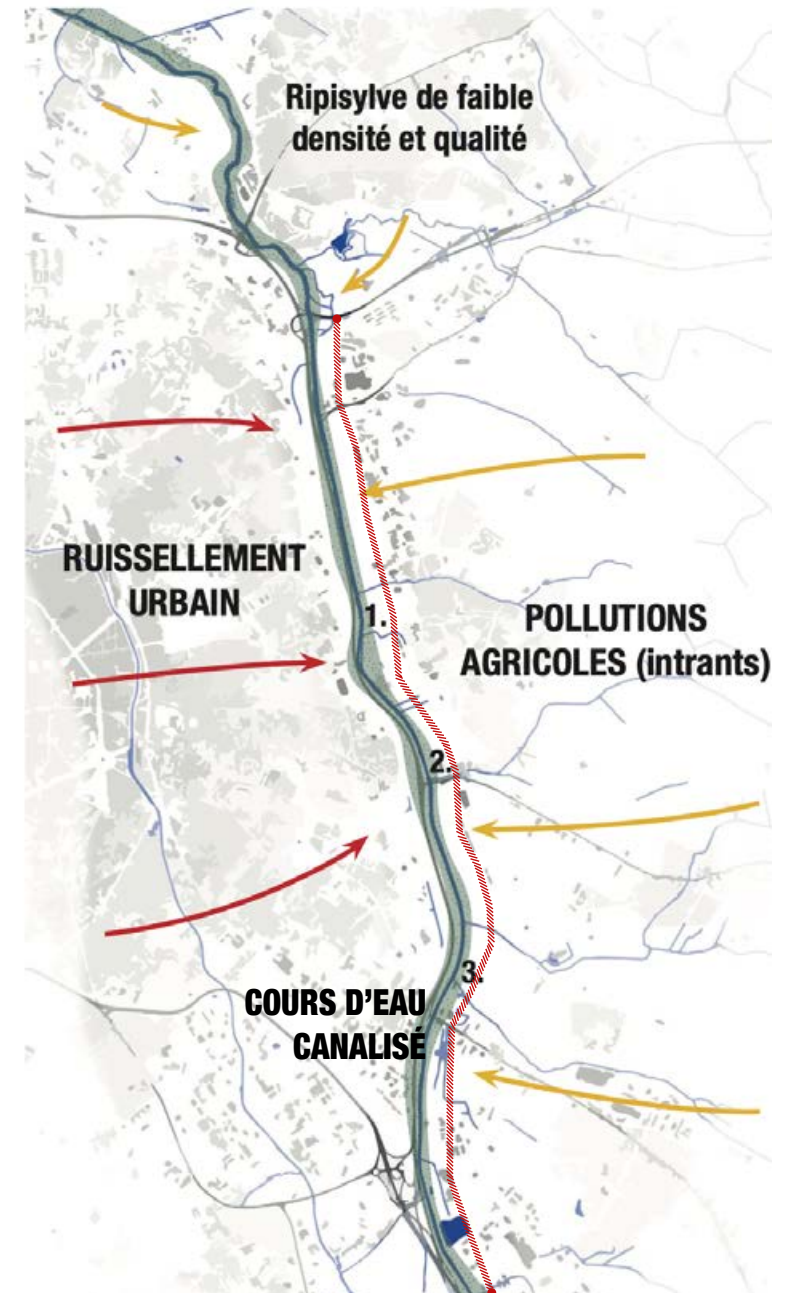 Ripisylve de faible
densité et qualité
RUISSELLEMENT
URBAIN
1.
POLLUTIONS
AGRICOLES (intrants)
2.
3.
COURS D'EAU
CANALISÉ